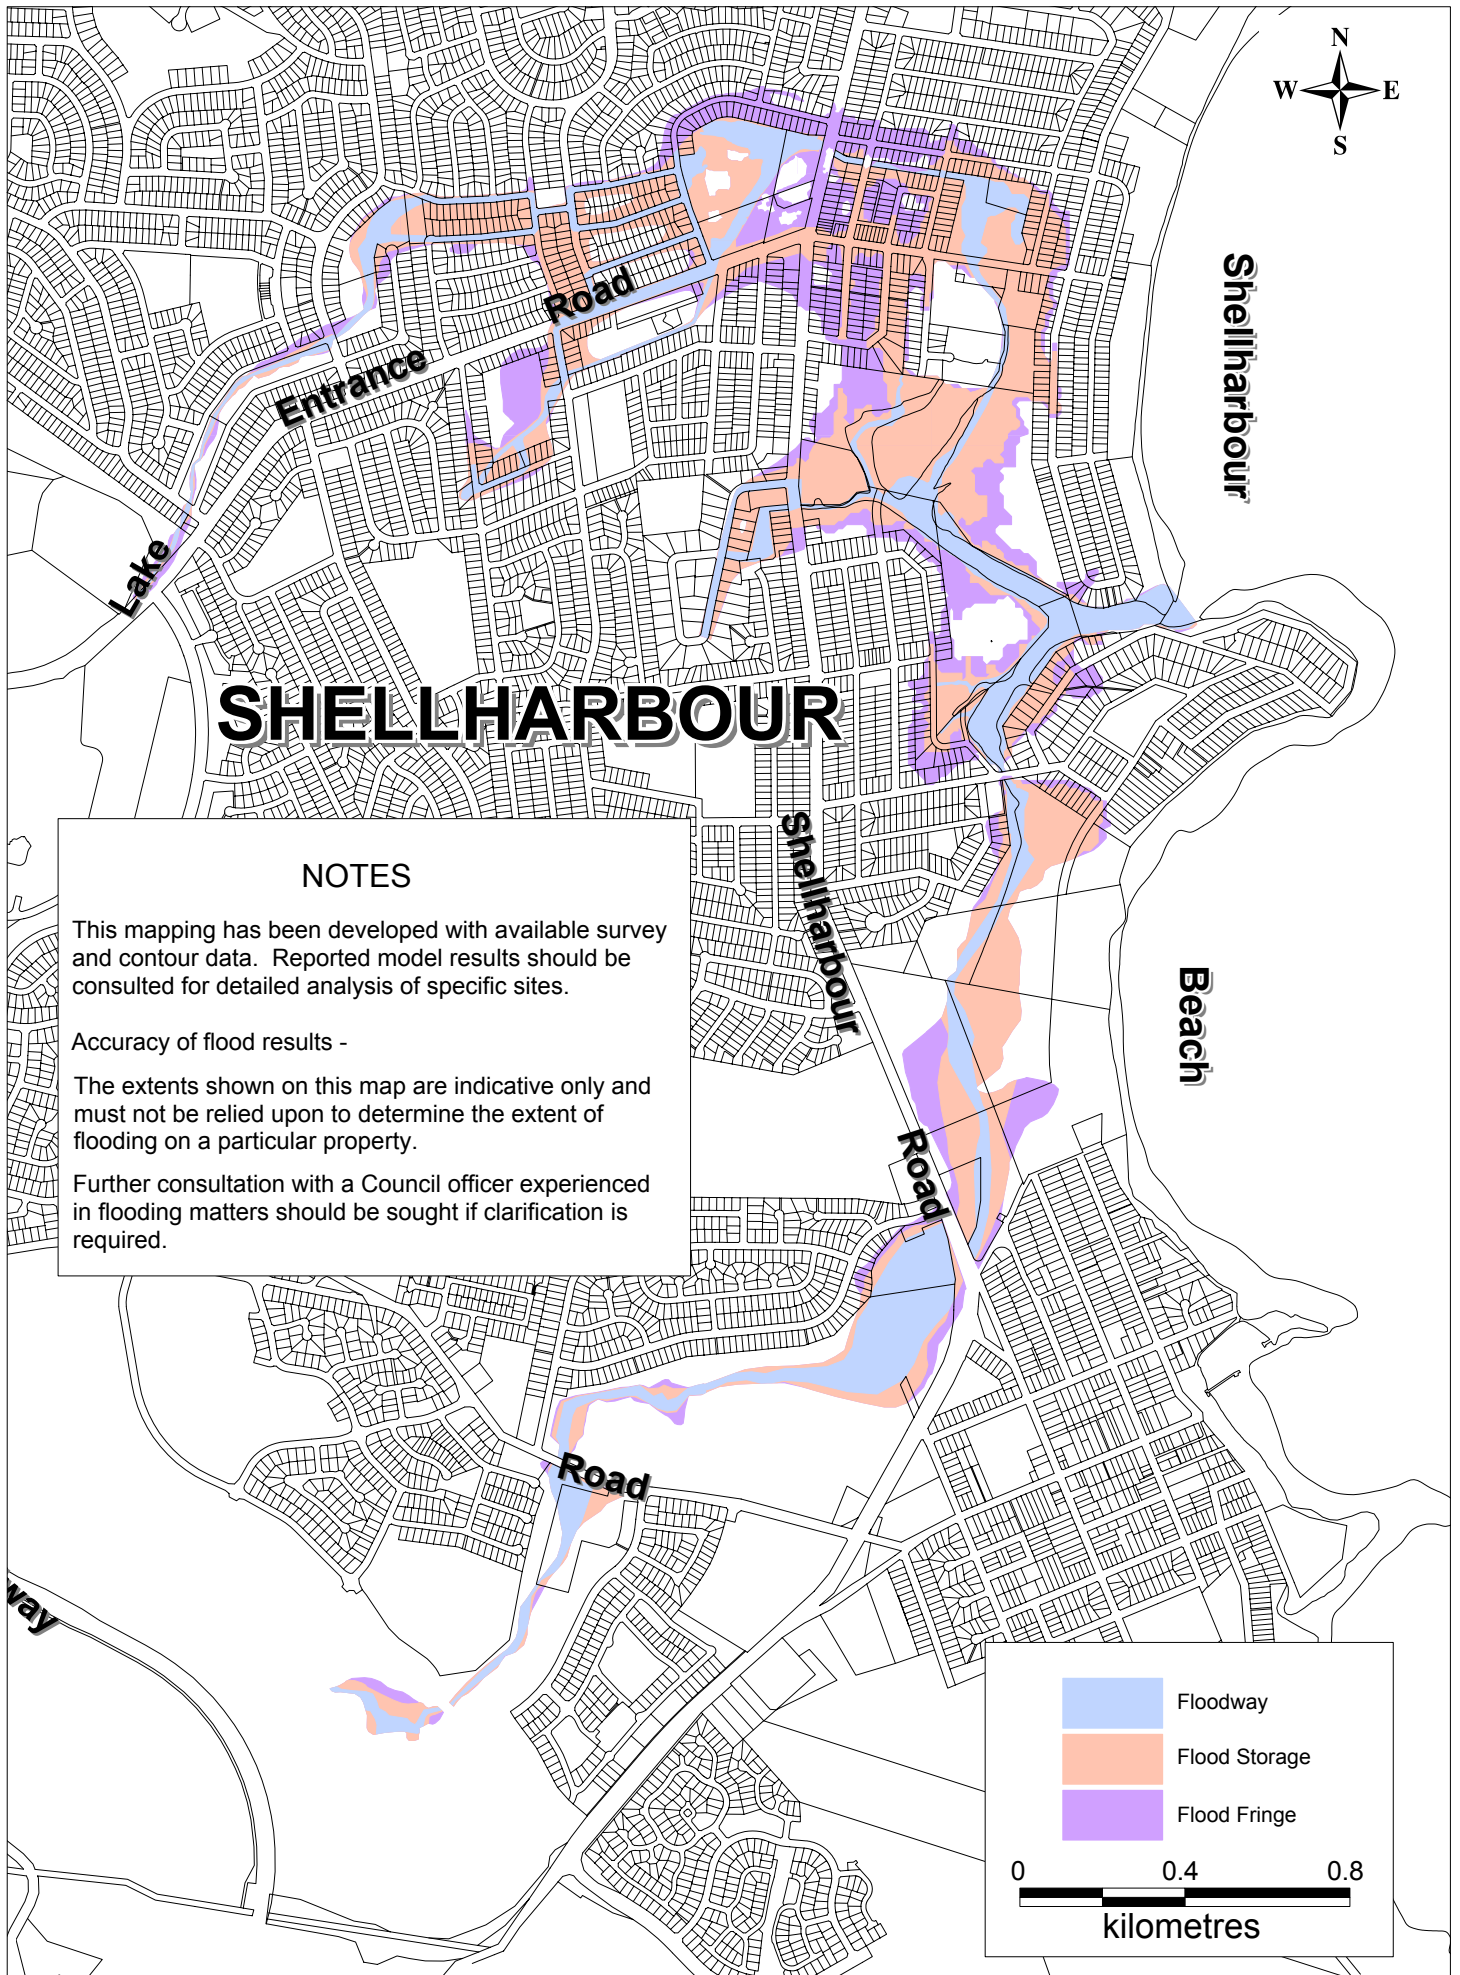 N
W E
S
Shellharbour
Road
Entrance
Lake
SHELLHARBOUR
Shellharbour
NOTES
This mapping has been developed with available survey
and contour data. Reported model results should be
consulted for detailed analysis of specific sites.
Accuracy of flood results -
The extents shown on this map are indicative only and
must not be relied upon to determine the extent of
flooding on a particular property.
Further consultation with a Council officer experienced
in flooding matters should be sought if clarification is
required.
Beach
Road
Road
way
Floodway
Flood Storage
Flood Fringe
0 0.4 0.8
kilometres